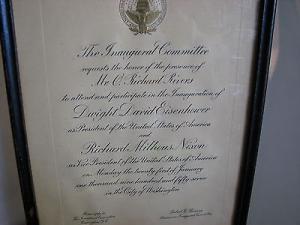 The Inaugural Committee
requests the honor of the presence of
Mr. C. Richard Rivers
to attend and participate in the Inauguration of
Dwight David Eisenhower
as President of the United States of America
and
Richard Milhous Nixon
as Vice President of the United States of America
on Monday the twenty first of January
one thousand nine hundred and fifty seven
in the City of Washington